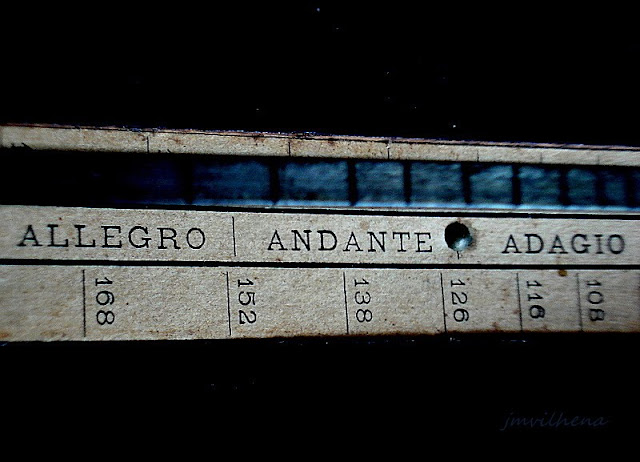 ALLEGRO ANDANTE ADAGIO
168 152 138 126 116 108
jmvilhena